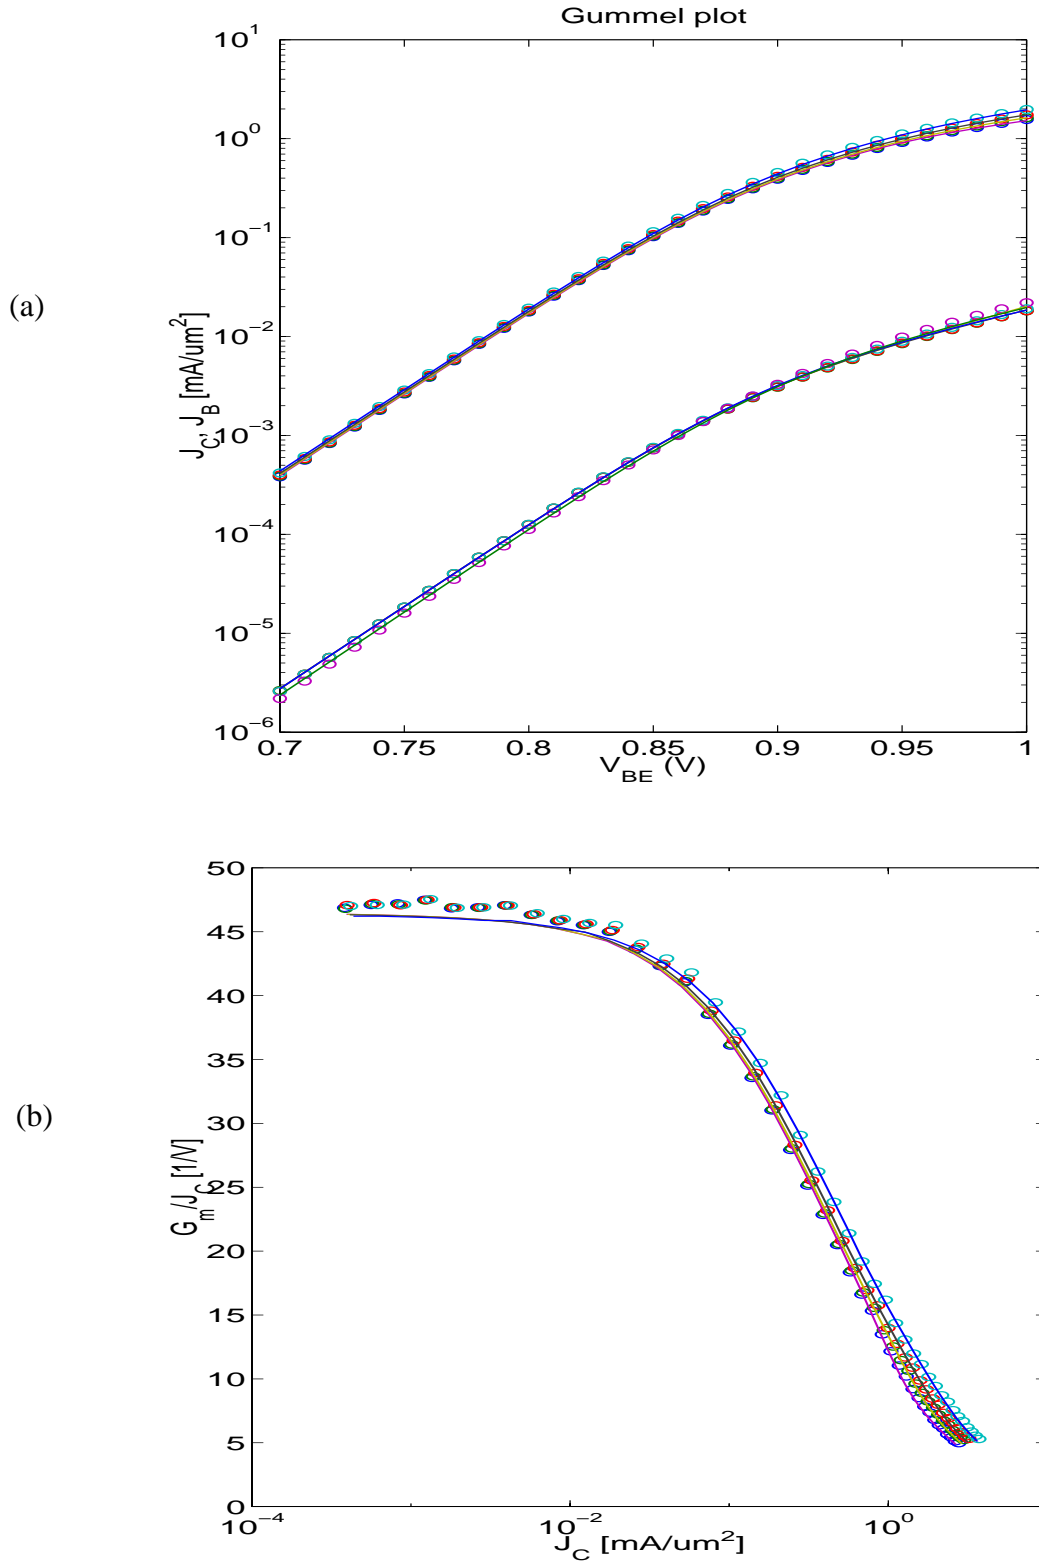 Gummel plot
(a)
J_C, J_B [mA/um^2]
10^1
10^0
10^-1
10^-2
10^-3
10^-4
10^-5
10^-6
0.7 0.75 0.8 0.85 0.9 0.95 1
V_BE (V)
(b)
G_m/J_C [1/V]
50
45
40
35
30
25
20
15
10
5
0
10^-4 10^-2 10^0
J_C [mA/um^2]